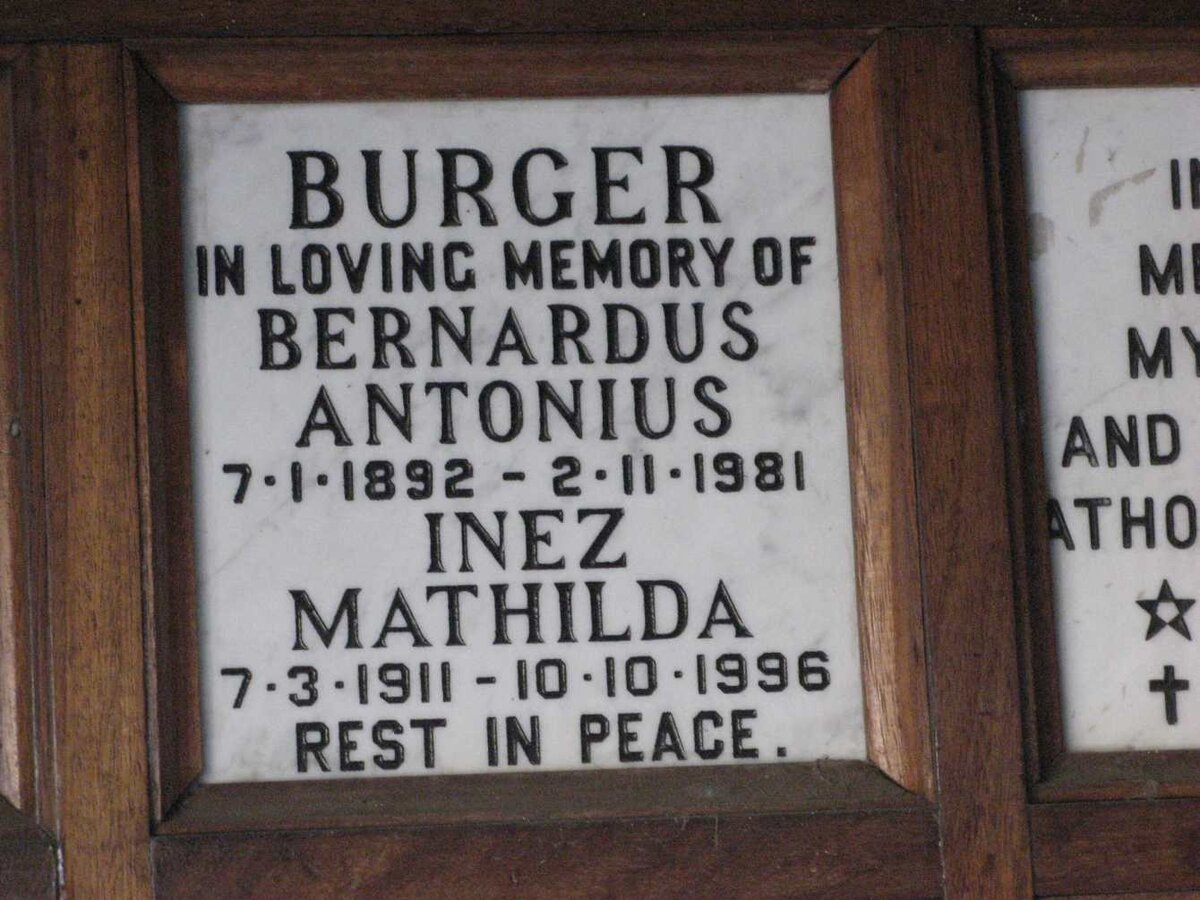 BURGER
IN LOVING MEMORY OF
BERNARDUS
ANTONIUS
7·1·1892 - 2·11·1981
INEZ
MATHILDA
7·3·1911 - 10·10·1996
REST IN PEACE.
MY
AND